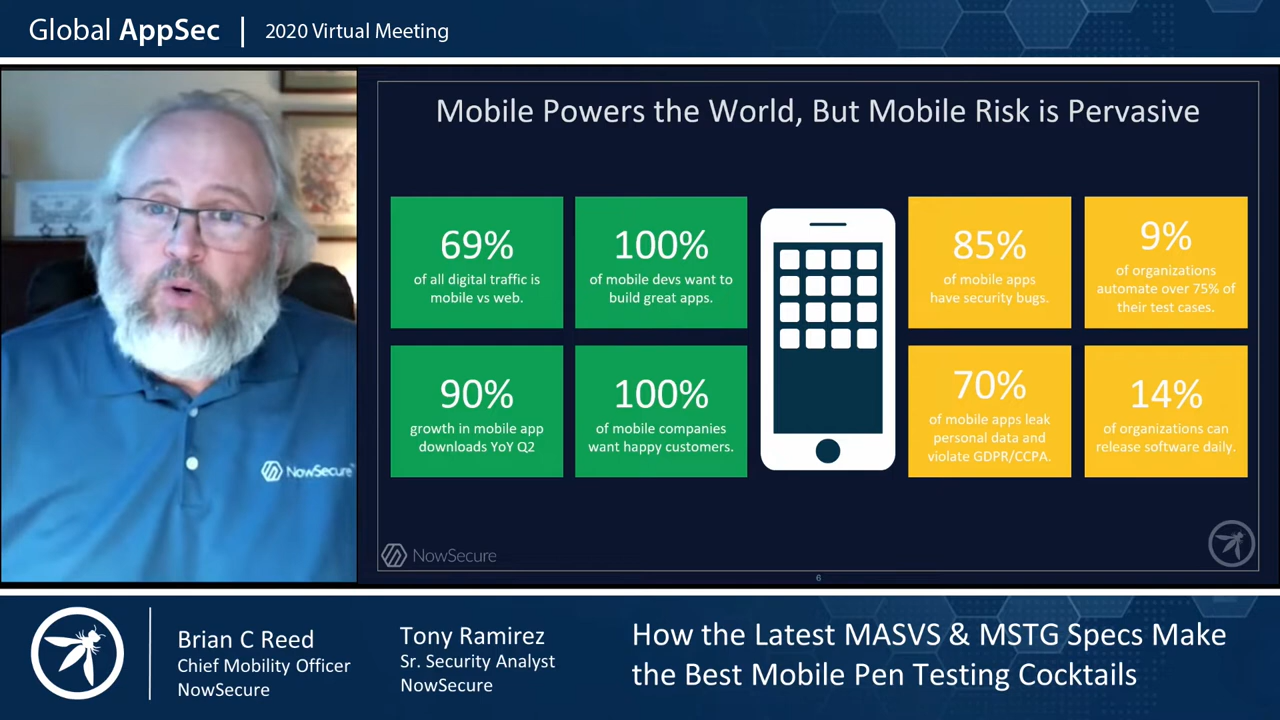 Global AppSec | 2020 Virtual Meeting
Mobile Powers the World, But Mobile Risk is Pervasive
69%
of all digital traffic is
mobile vs web.
100%
of mobile devs want to
build great apps.
85%
of mobile apps
have security bugs.
9%
of organizations
automate over 75% of
their test cases.
90%
growth in mobile app
downloads YoY Q2
100%
of mobile companies
want happy customers.
70%
of mobile apps leak
personal data and
violate GDPR/CCPA.
14%
of organizations can
release software daily.
NowSecure™
NowSecure
6
Brian C Reed
Chief Mobility Officer
NowSecure
Tony Ramirez
Sr. Security Analyst
NowSecure
How the Latest MASVS & MSTG Specs Make
the Best Mobile Pen Testing Cocktails